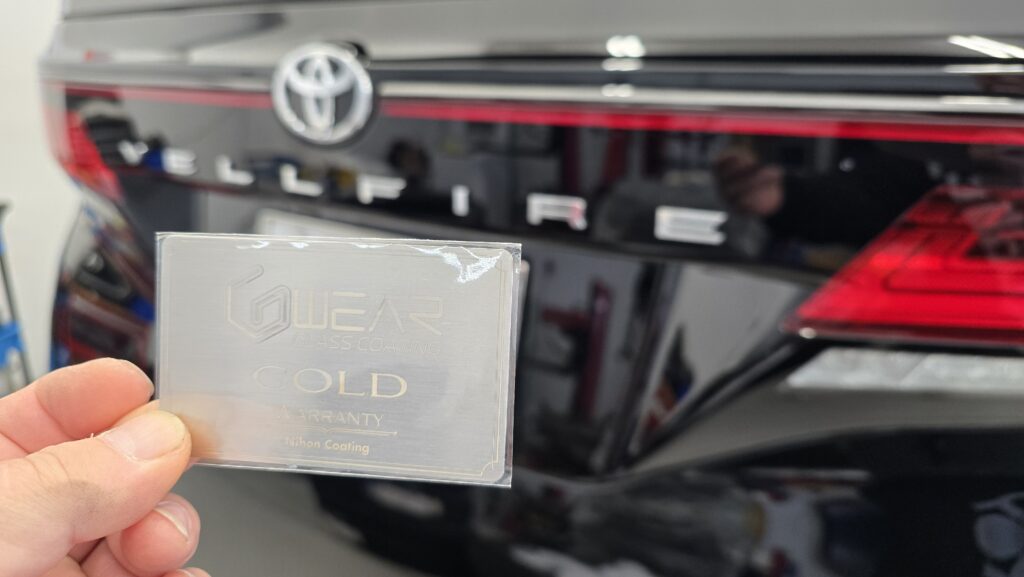 VELLFIRE
GWEAR
GLASS COATING
GOLD
WARRANTY
Nihon Coating